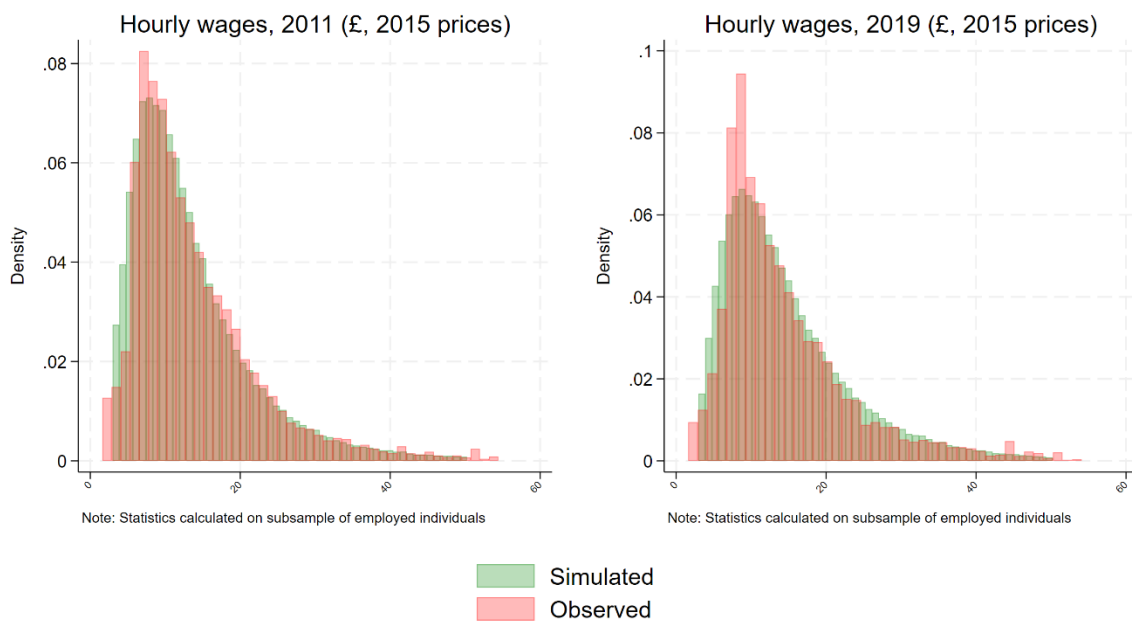 Hourly wages, 2011 (£, 2015 prices)
.08
.06
.04
.02
0
Density
0 20 40 60
Note: Statistics calculated on subsample of employed individuals
Hourly wages, 2019 (£, 2015 prices)
.1
.08
.06
.04
.02
0
Density
0 20 40 60
Note: Statistics calculated on subsample of employed individuals
Simulated
Observed